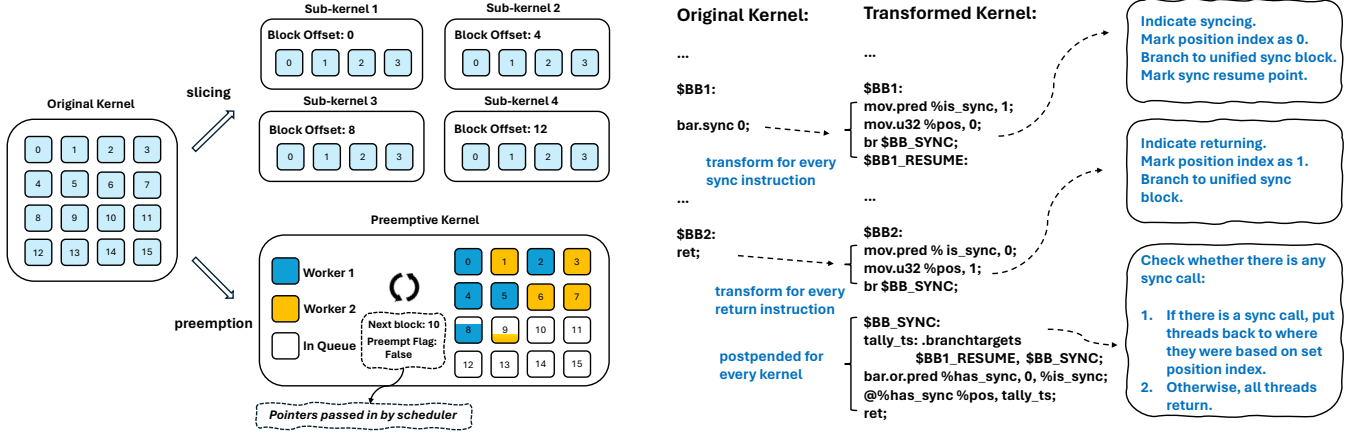 Original Kernel
0 1 2 3
4 5 6 7
8 9 10 11
12 13 14 15
slicing
preemption
Sub-kernel 1
Block Offset: 0
0 1 2 3
Sub-kernel 2
Block Offset: 4
0 1 2 3
Sub-kernel 3
Block Offset: 8
0 1 2 3
Sub-kernel 4
Block Offset: 12
0 1 2 3
Preemptive Kernel
Worker 1
Worker 2
In Queue
Next block: 10
Preempt Flag:
False
0 1 2 3
4 5 6 7
8 9 10 11
12 13 14 15
Pointers passed in by scheduler
Original Kernel:
...
$BB1:
bar.sync 0;
transform for every
sync instruction
...
$BB2:
ret;
transform for every
return instruction
postpended for
every kernel
Transformed Kernel:
...
$BB1:
mov.pred %is_sync, 1;
mov.u32 %pos, 0;
br $BB_SYNC;
$BB1_RESUME:
...
$BB2:
mov.pred % is_sync, 0;
mov.u32 %pos, 1;
br $BB_SYNC;
$BB_SYNC:
tally_ts: .branchtargets
$BB1_RESUME, $BB_SYNC;
bar.or.pred %has_sync, 0, %is_sync;
@%has_sync %pos, tally_ts;
ret;
Indicate syncing.
Mark position index as 0.
Branch to unified sync block.
Mark sync resume point.
Indicate returning.
Mark position index as 1.
Branch to unified sync
block.
Check whether there is any
sync call:
1. If there is a sync call, put
threads back to where
they were based on set
position index.
2. Otherwise, all threads
return.